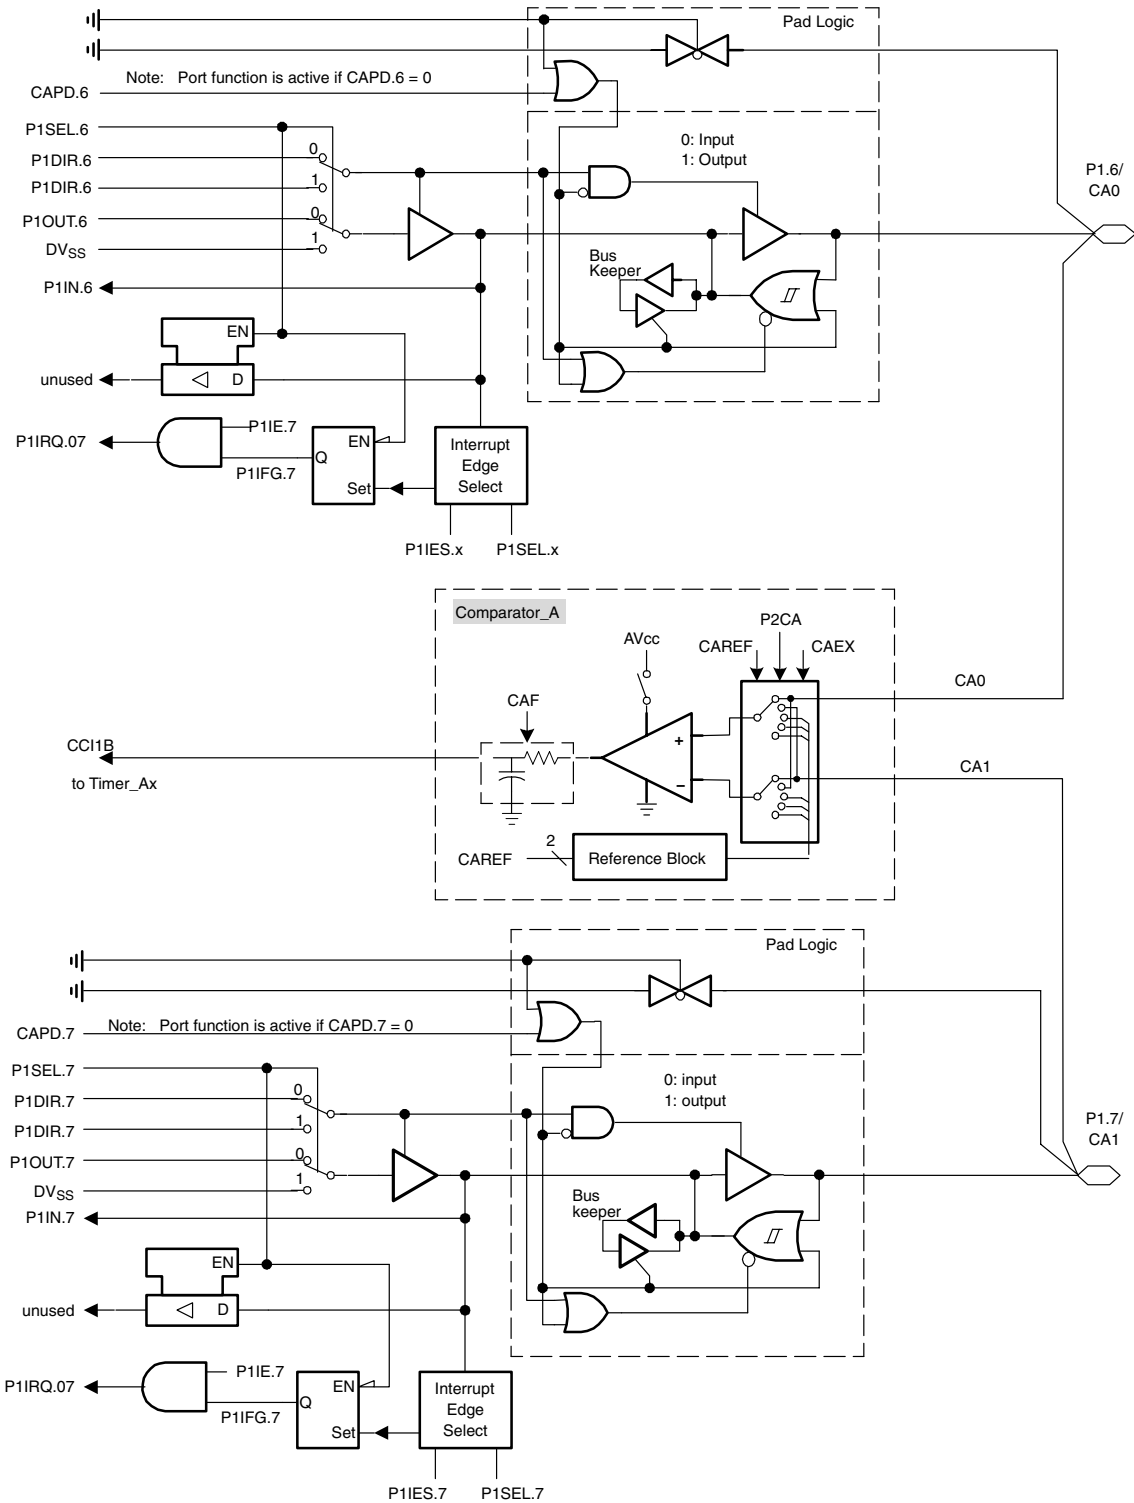 Pad Logic
Note: Port function is active if CAPD.6 = 0
CAPD.6
P1SEL.6
0: Input
1: Output
P1DIR.6
0
P1DIR.6
1
P1.6/
CA0
P1OUT.6
0
DVSS
1
Bus
Keeper
P1IN.6
EN
unused
D
P1IRQ.07
P1IE.7
P1IFG.7
EN
Q
Set
Interrupt
Edge
Select
P1IES.x
P1SEL.x
Comparator_A
P2CA
AVcc
CAREF
CAEX
CA0
CAF
+
CCI1B
to Timer_Ax
CA1
−
CAREF
2
Reference Block
Pad Logic
Note: Port function is active if CAPD.7 = 0
CAPD.7
P1SEL.7
0: input
1: output
P1DIR.7
0
P1DIR.7
1
P1.7/
CA1
P1OUT.7
0
DVSS
1
Bus
keeper
P1IN.7
EN
unused
D
P1IRQ.07
P1IE.7
P1IFG.7
EN
Q
Set
Interrupt
Edge
Select
P1IES.7
P1SEL.7